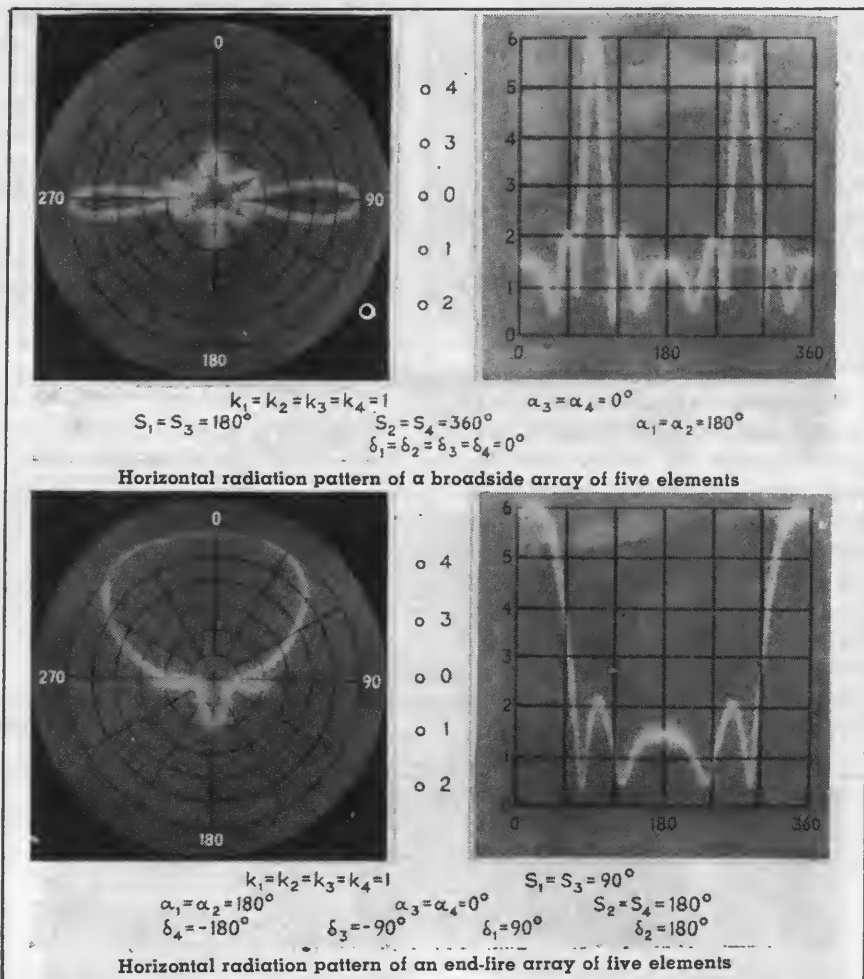 0
270
90
180
4
3
0
1
2
6
5
4
3
2
1
0
0
180
360
k₁=k₂=k₃=k₄=1
α₃=α₄=0°
S₁=S₃=180°
S₂=S₄=360°
α₁=α₂=180°
δ₁=δ₂=δ₃=δ₄=0°
Horizontal radiation pattern of a broadside array of five elements
0
270
90
180
4
3
0
1
2
6
5
4
3
2
1
0
0
180
360
k₁=k₂=k₃=k₄=1
S₁=S₃=90°
α₁=α₂=180°
α₃=α₄=0°
S₂=S₄=180°
δ₄=-180°
δ₃=-90°
δ₁=90°
δ₂=180°
Horizontal radiation pattern of an end-fire array of five elements